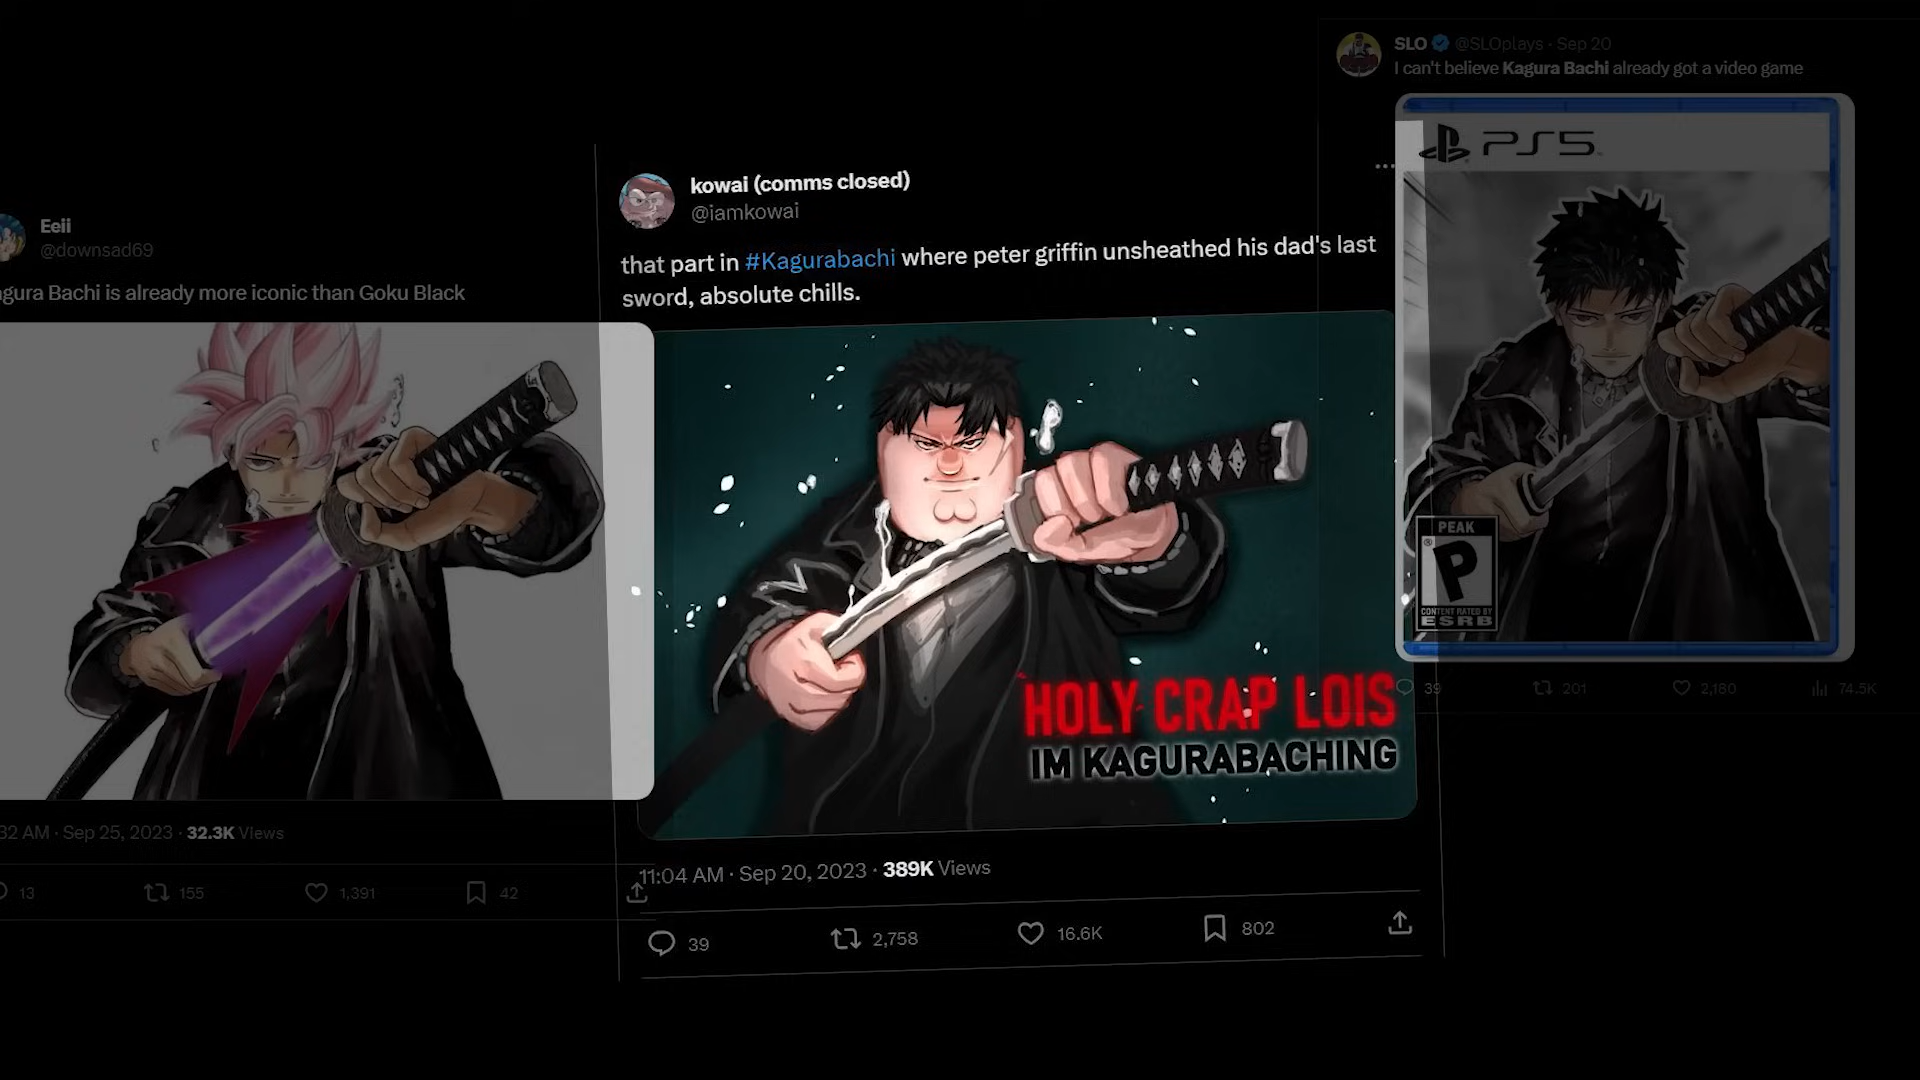 Eeii
@downsad69
agura Bachi is already more iconic than Goku Black
32 AM · Sep 25, 2023 · 32.3K Views
13
155
1,391
42
kowai (comms closed)
@iamkowai
that part in #Kagurabachi where peter griffin unsheathed his dad's last
sword, absolute chills.
HOLY CRAP LOIS
IM KAGURABACHING
11:04 AM · Sep 20, 2023 · 389K Views
39
2,758
16.6K
802
SLO @SLOplays · Sep 20
I can't believe Kagura Bachi already got a video game
PS5
PEAK
P
CONTENT RATED BY
ESRB
39
201
2,180
74.5K